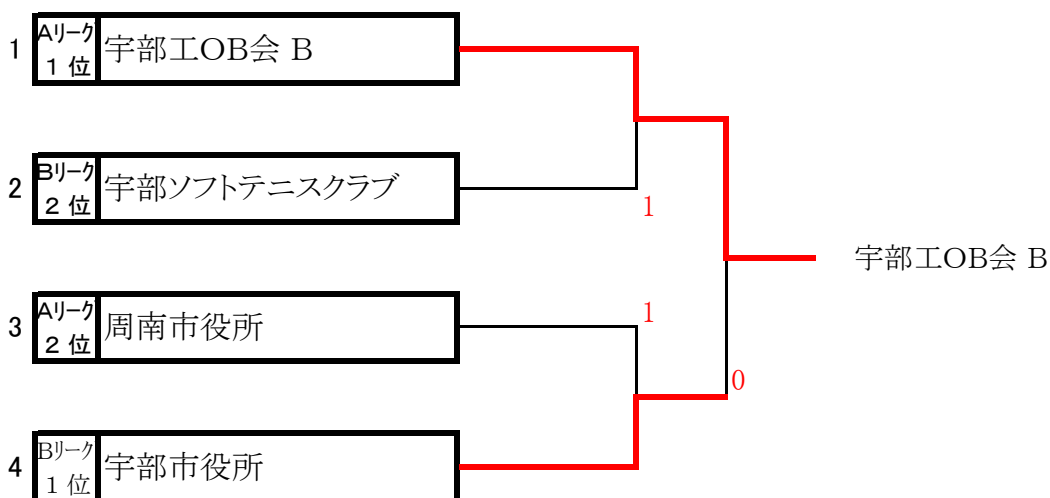 1 Aリーグ 1 位 宇部工OB会 B
2 Bリーグ 2 位 宇部ソフトテニスクラブ
1
宇部工OB会 B
3 Aリーグ 2 位 周南市役所
1
0
4 Bリーグ 1 位 宇部市役所